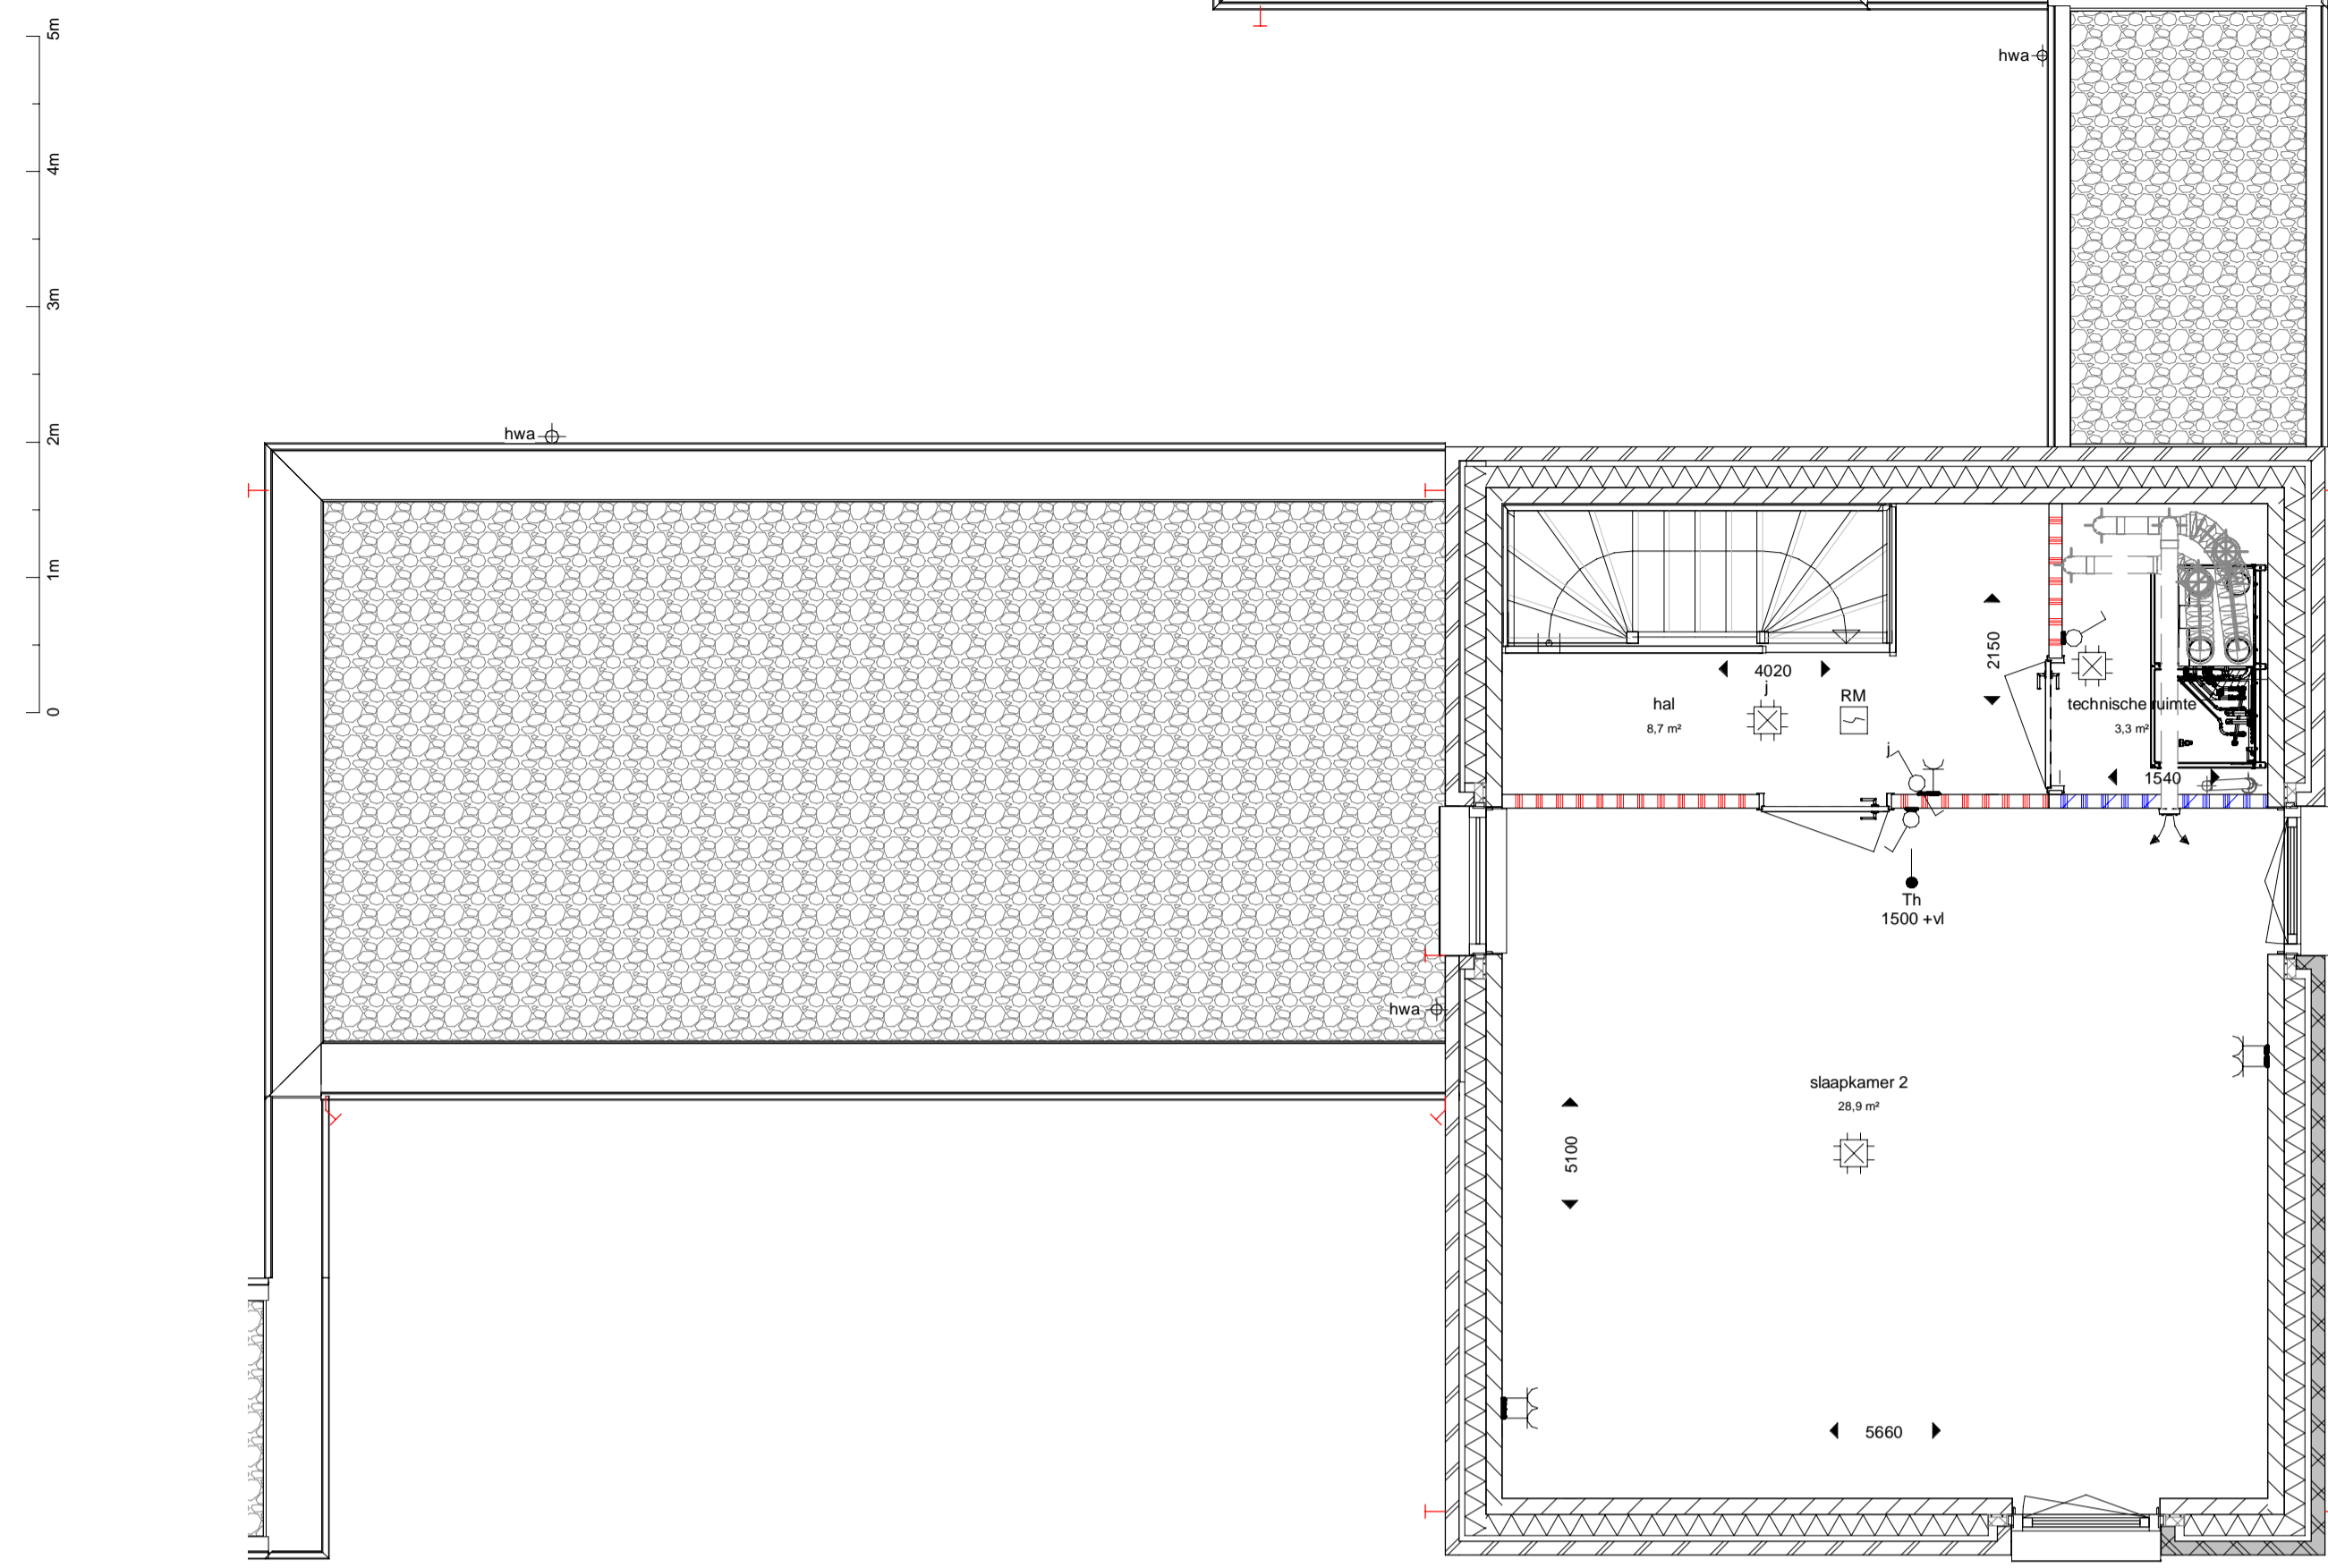 5m
4m
3m
2m
1m
0
hwa
hwa
hwa
4020
j
RM
hal
8,7 m²
2150
technische ruimte
3,3 m²
1540
j
Th
1500 +vl
slaapkamer 2
28,9 m²
5100
5660